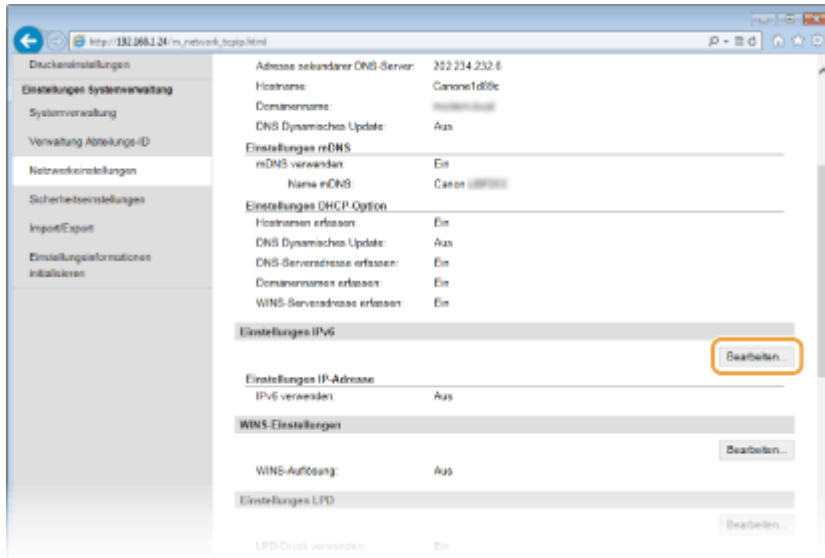 http://192.168.1.24/m_network_tcpip.html
Druckereinstellungen
Einstellungen Systemverwaltung
Systemverwaltung
Verwaltung Abteilungs-ID
Netzwerkeinstellungen
Sicherheitseinstellungen
Import/Export
Einstellungsinformationen
initialisieren
Adresse sekundärer DNS-Server: 202.234.232.6
Hostname:
Domänenname:
DNS Dynamisches Update: Aus
Einstellungen mDNS
mDNS verwenden: Ein
Name mDNS: Canon
Einstellungen DHCP-Option
Hostnamen erfassen: Ein
DNS Dynamisches Update: Aus
DNS-Serveradresse erfassen: Ein
Domänennamen erfassen: Ein
WINS-Serveradresse erfassen: Ein
Einstellungen IPv6
Bearbeiten...
Einstellungen IP-Adresse
IPv6 verwenden: Aus
WINS-Einstellungen
Bearbeiten...
WINS-Auflösung: Aus
Einstellungen LPD
Bearbeiten...
LPD-Druck verwenden: Ein